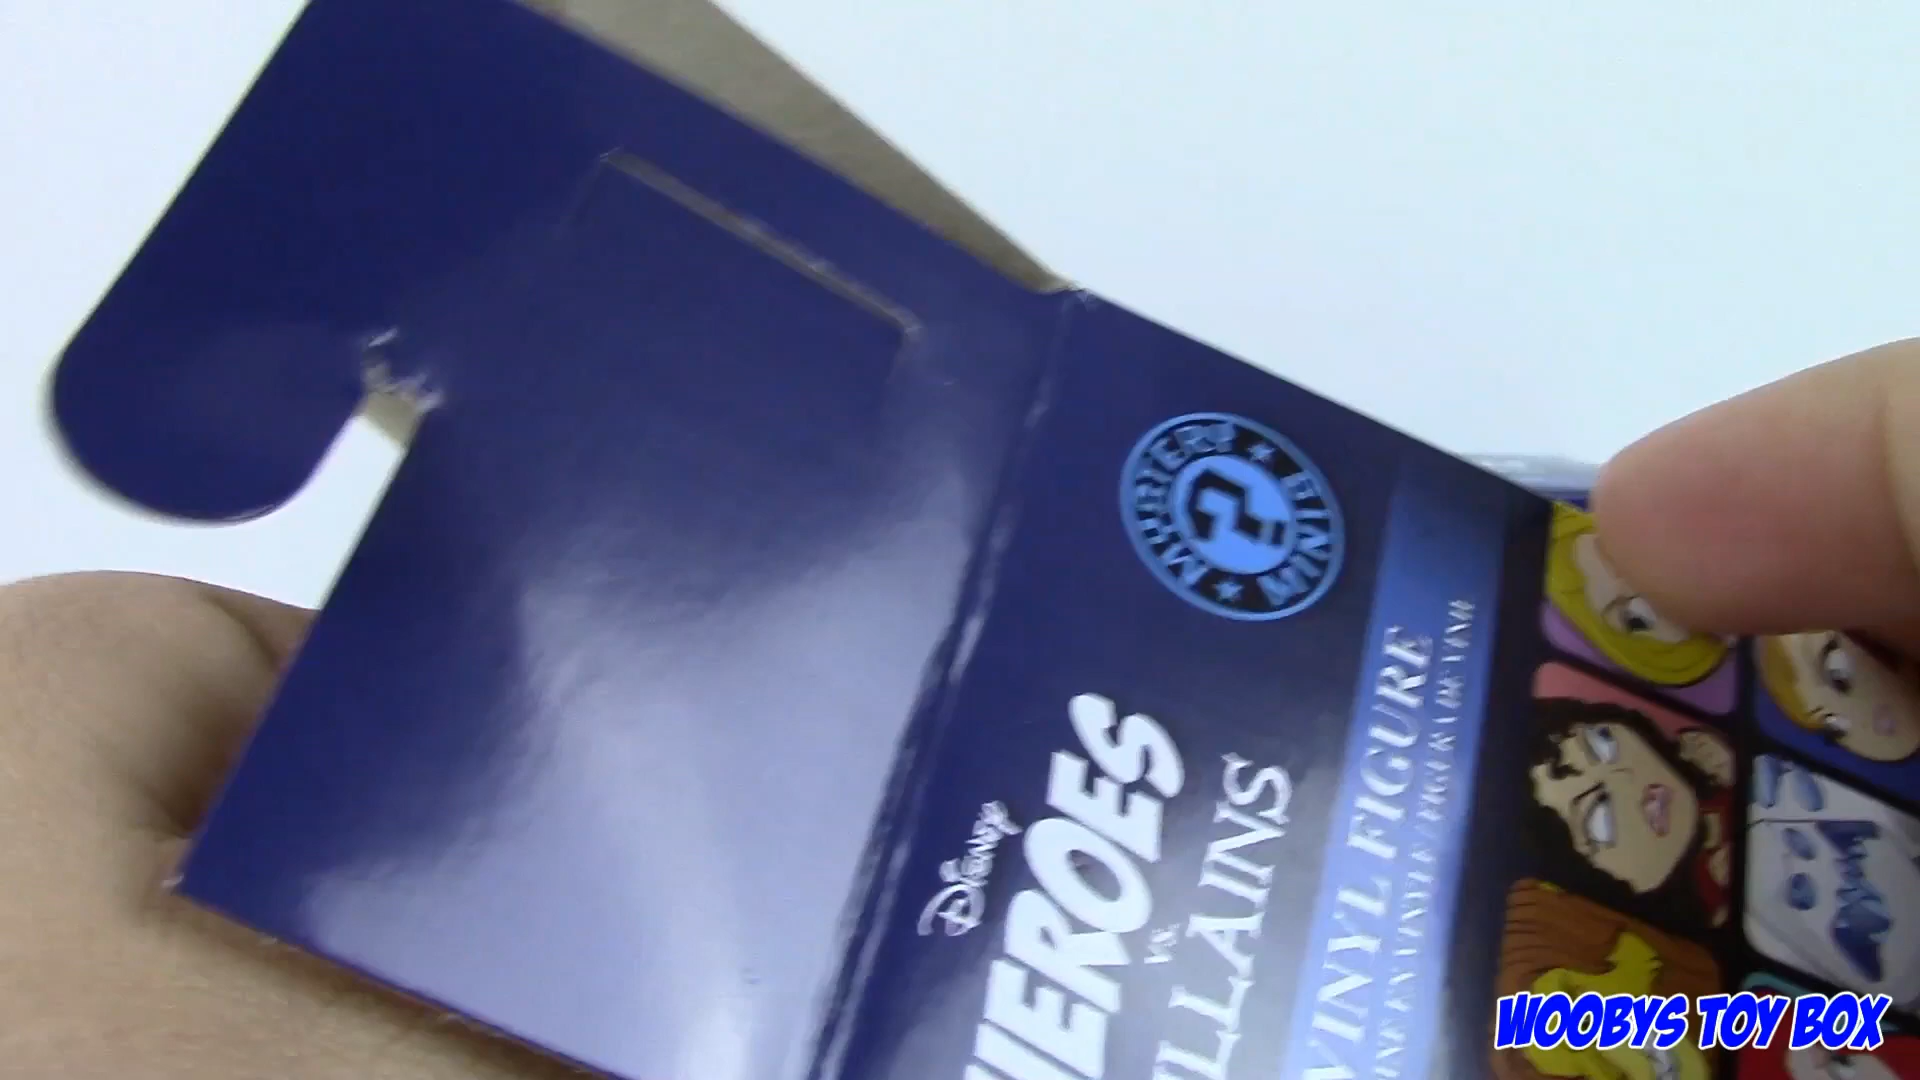 MYSTERY MINIS
Disney
HEROES
VS.
VILLAINS
VINYL FIGURE
WOOBYS TOY BOX